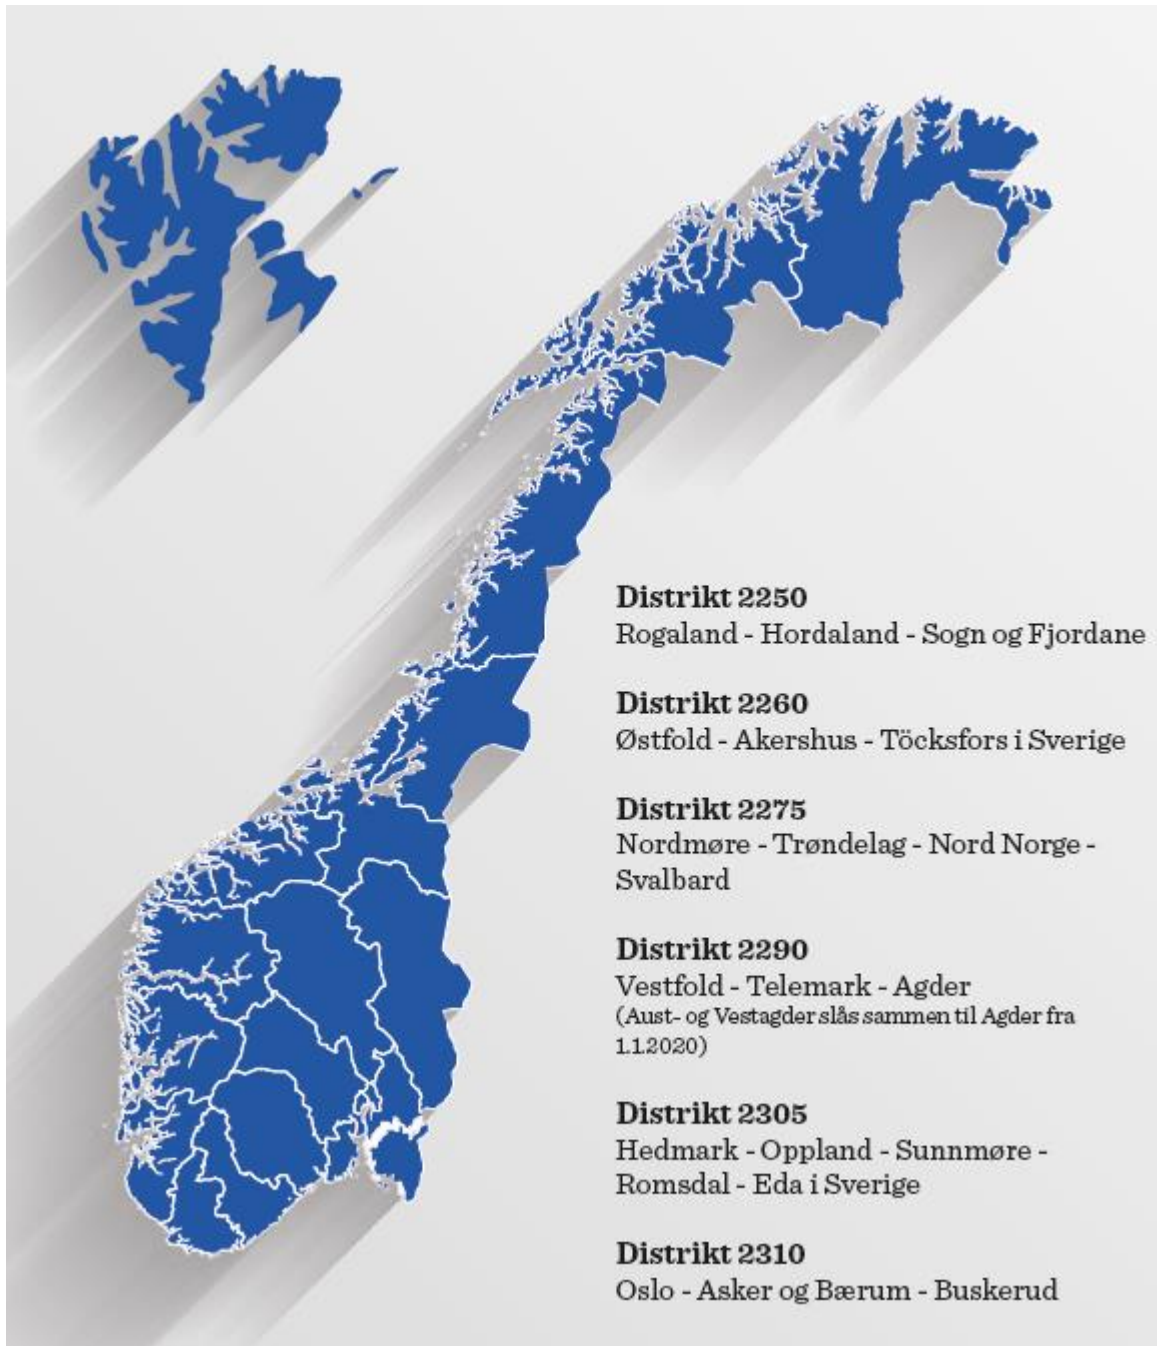 Distrikt 2250
Rogaland - Hordaland - Sogn og Fjordane
Distrikt 2260
Østfold - Akershus - Töcksfors i Sverige
Distrikt 2275
Nordmøre - Trøndelag - Nord Norge -
Svalbard
Distrikt 2290
Vestfold - Telemark - Agder
(Aust- og Vestagder slås sammen til Agder fra
1.1.2020)
Distrikt 2305
Hedmark - Oppland - Sunnmøre -
Romsdal - Eda i Sverige
Distrikt 2310
Oslo - Asker og Bærum - Buskerud